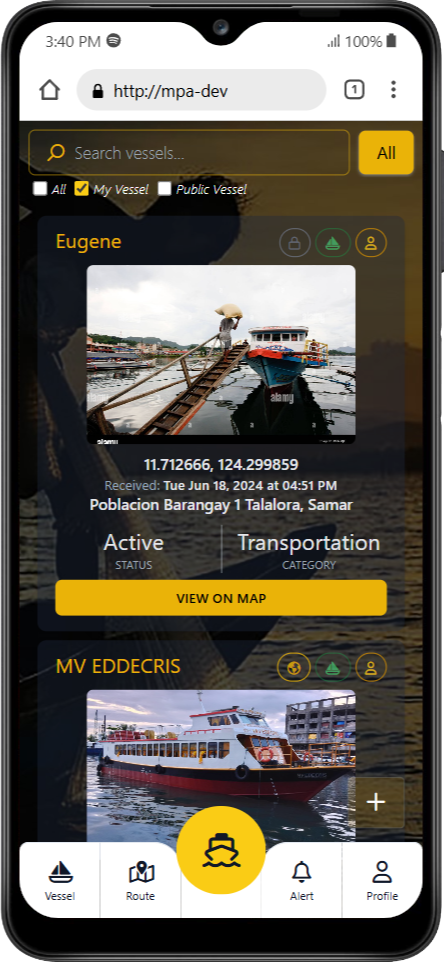 3:40 PM 100%
1
http://mpa-dev
Search vessels... All
All My Vessel Public Vessel
Eugene
alamy
a
a a
alamy
11.712666, 124.299859
Received: Tue Jun 18, 2024 at 04:51 PM
Poblacion Barangay 1 Talalora, Samar
Active Transportation
STATUS CATEGORY
VIEW ON MAP
MV EDDECRIS
+
Vessel Route Alert Profile